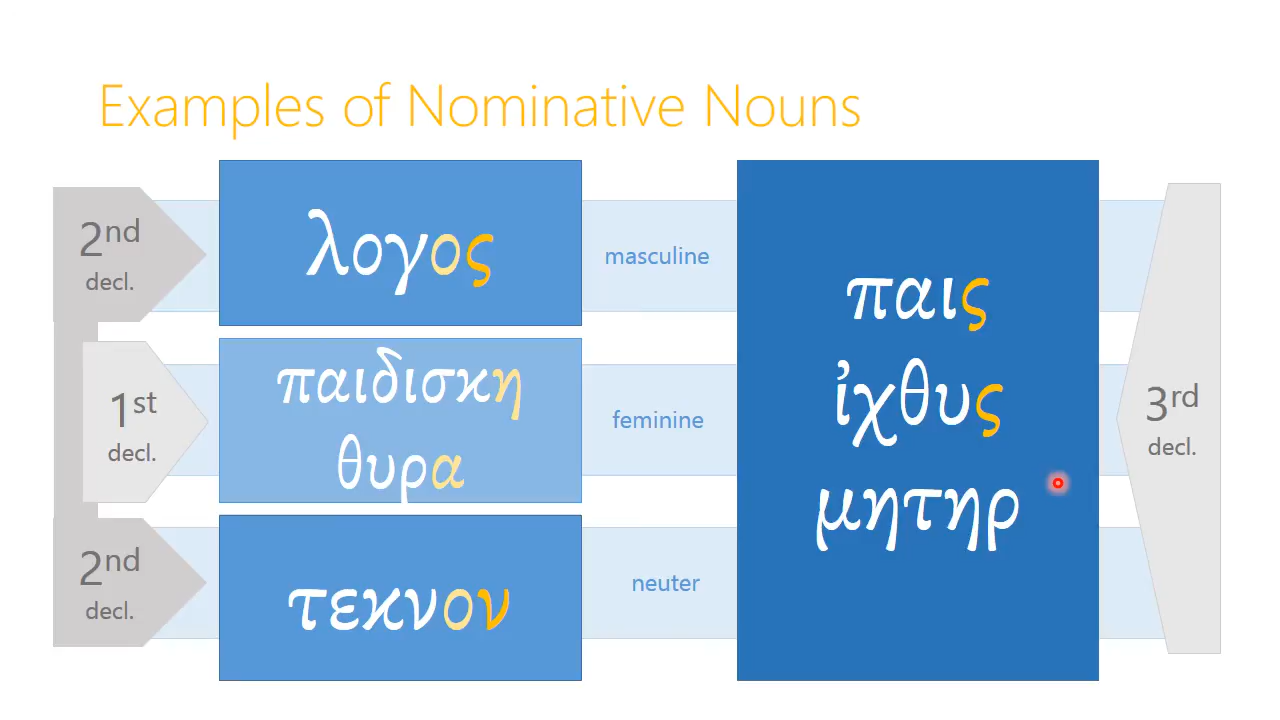 Examples of Nominative Nouns
2nd
decl.
λογος
masculine
1st
decl.
παιδισκη
θυρα
feminine
2nd
decl.
τεκνον
neuter
παις
ἰχθυς
μητηρ
3rd
decl.